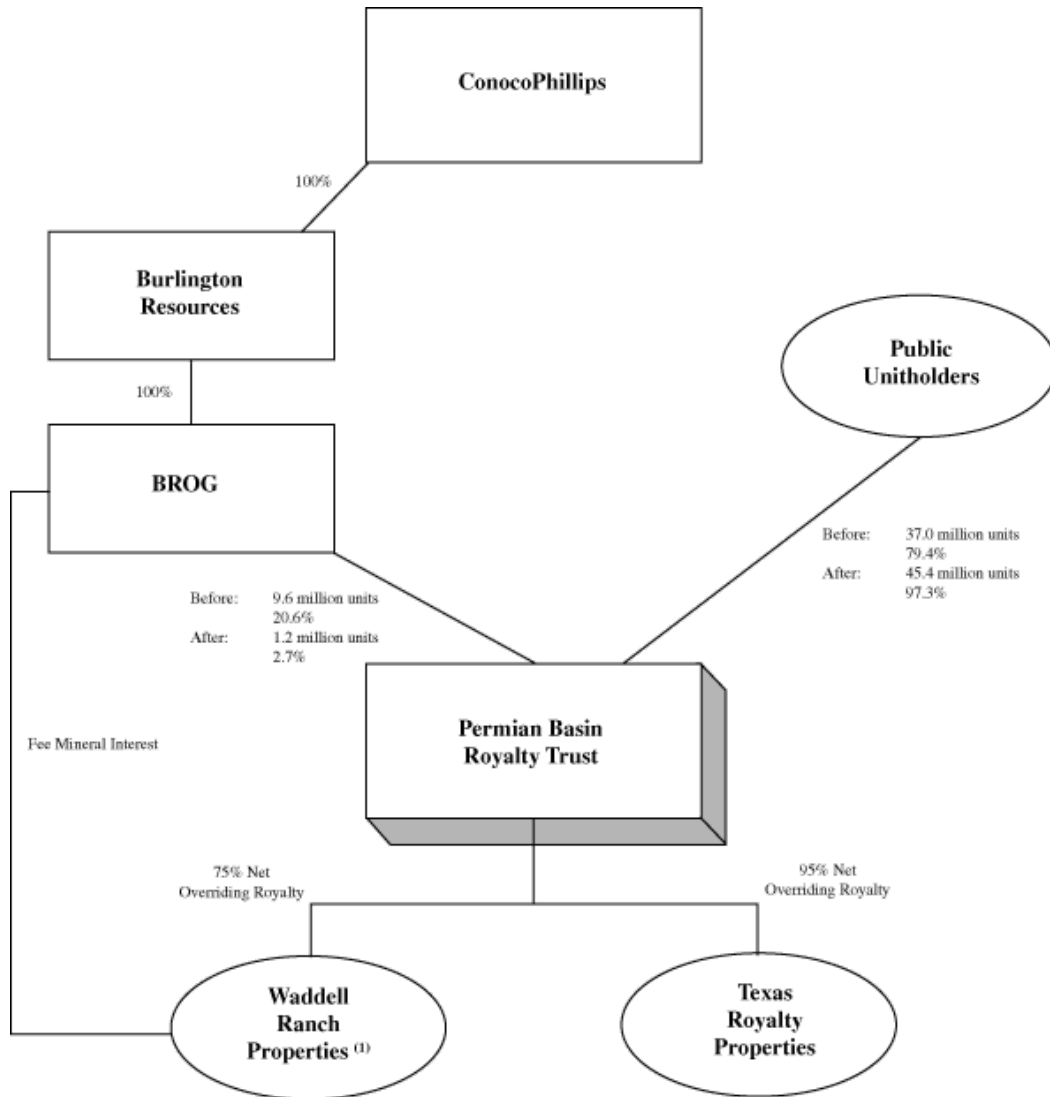 ConocoPhillips
100%
Burlington
Resources
Public
Unitholders
100%
BROG
Before: 37.0 million units
79.4%
After: 45.4 million units
97.3%
Before: 9.6 million units
20.6%
After: 1.2 million units
2.7%
Permian Basin
Royalty Trust
Fee Mineral Interest
75% Net
Overriding Royalty
95% Net
Overriding Royalty
Waddell
Ranch
Properties (1)
Texas
Royalty
Properties